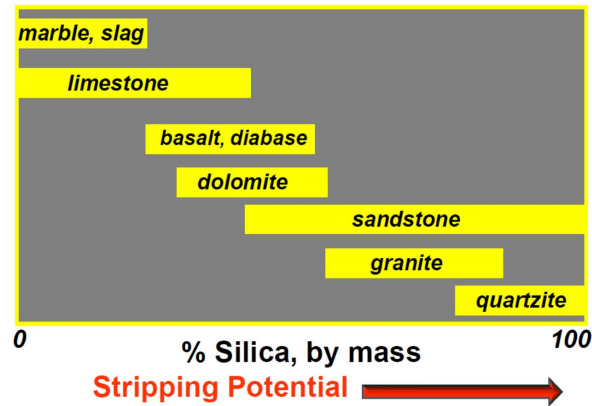 marble, slag
limestone
basalt, diabase
dolomite
sandstone
granite
quartzite
0 100
% Silica, by mass
Stripping Potential